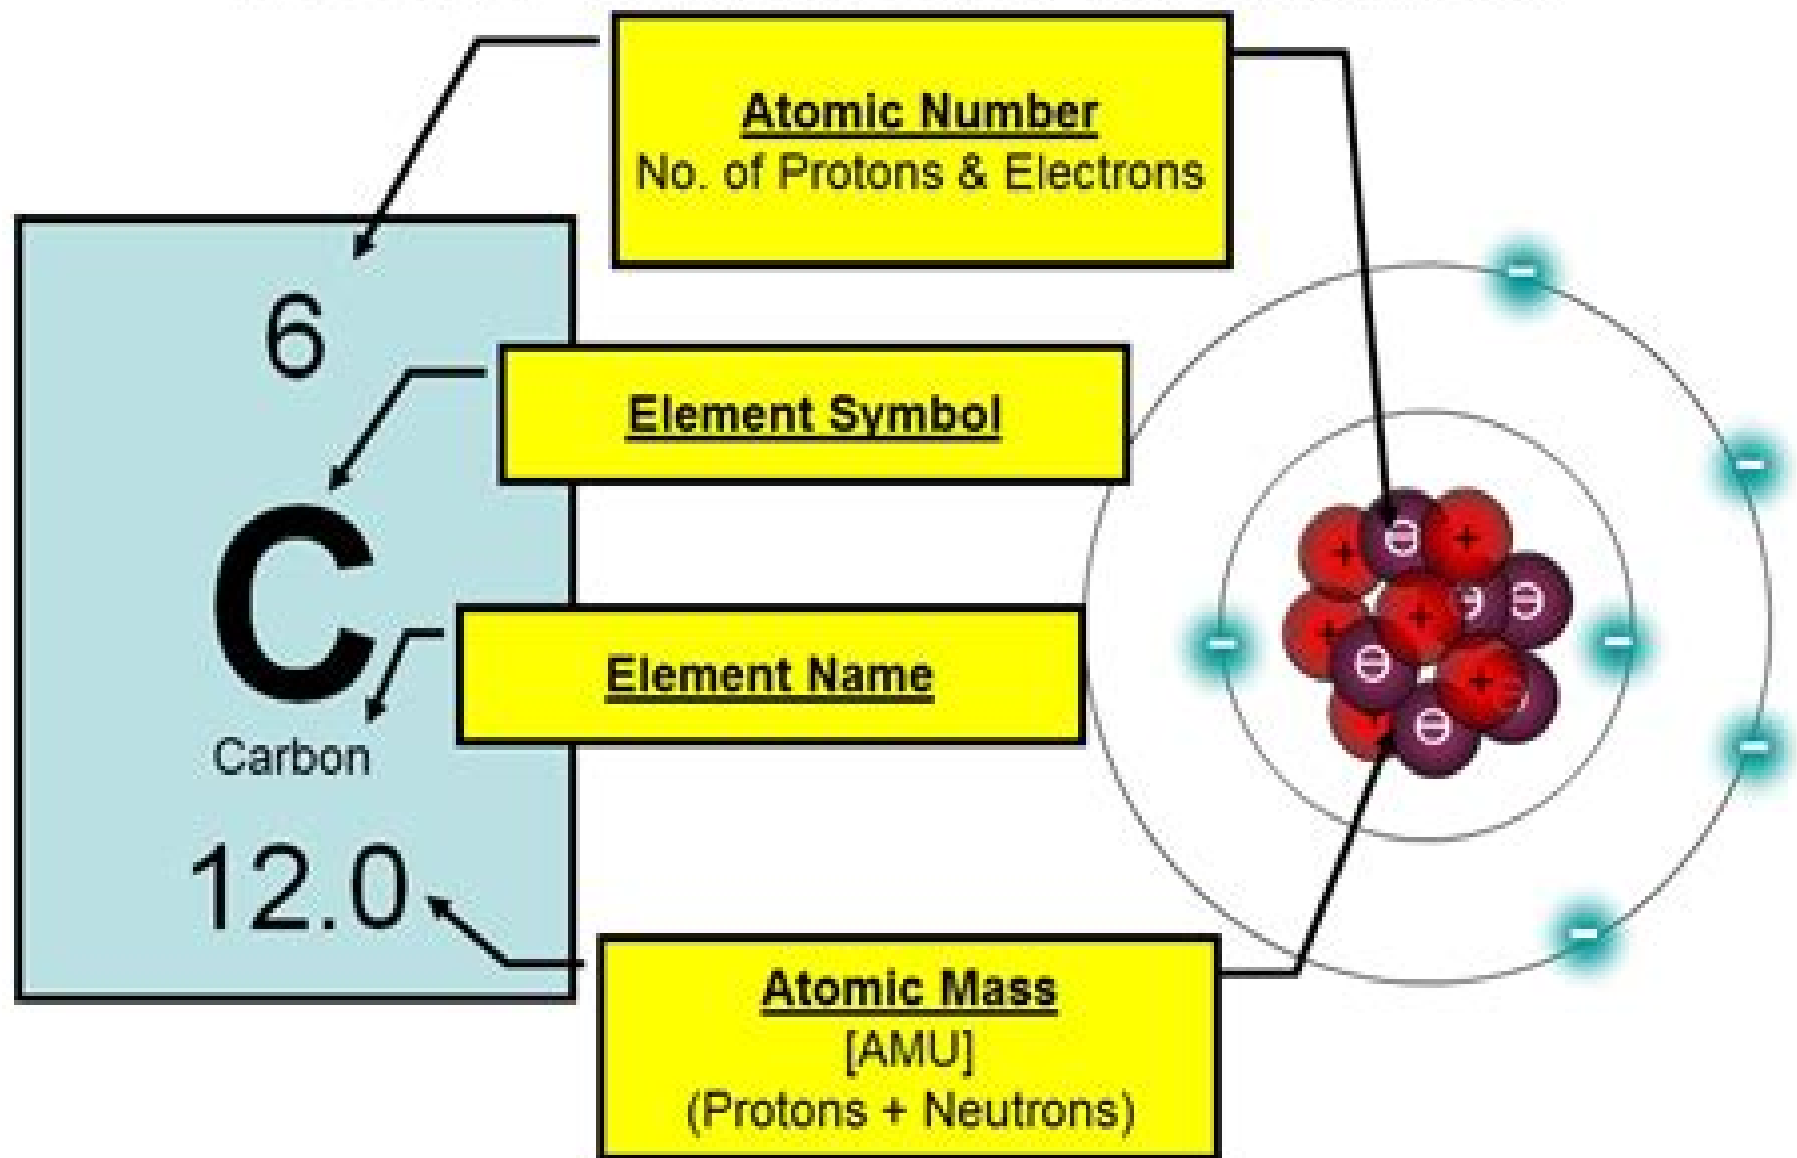 Atomic Number
No. of Protons & Electrons
6
Element Symbol
C
Element Name
Carbon
12.0
Atomic Mass
[AMU]
(Protons + Neutrons)